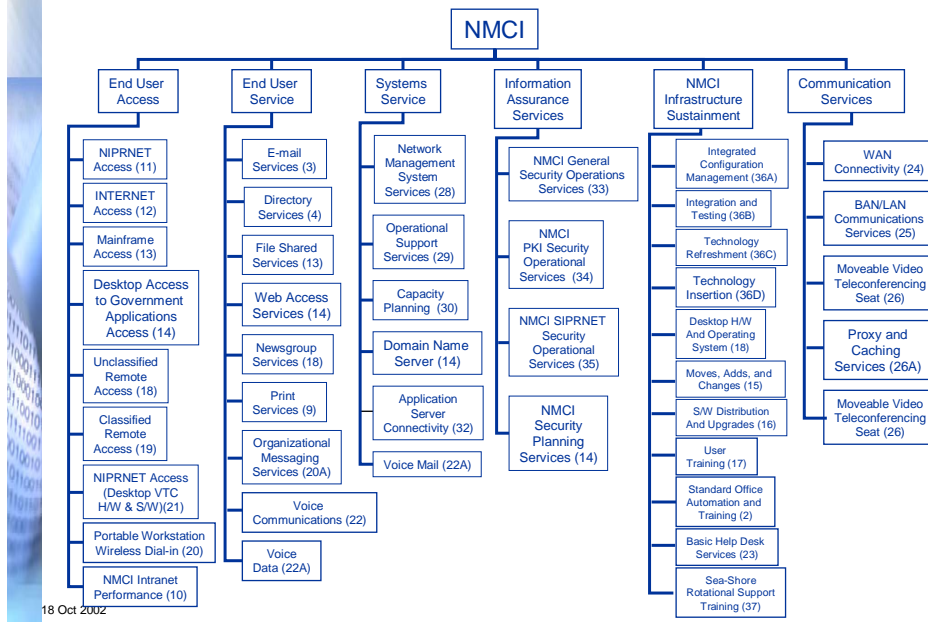 NMCI
End User
Access
NIPRNET
Access (11)
INTERNET
Access (12)
Mainframe
Access (13)
Desktop Access
to Government
Applications
Access (14)
Unclassified
Remote
Access (18)
Classified
Remote
Access (19)
NIPRNET Access
(Desktop VTC
H/W & S/W)(21)
Portable Workstation
Wireless Dial-in (20)
NMCI Intranet
Performance (10)
End User
Service
E-mail
Services (3)
Directory
Services (4)
File Shared
Services (13)
Web Access
Services (14)
Newsgroup
Services (18)
Print
Services (9)
Organizational
Messaging
Services (20A)
Voice
Communications (22)
Voice
Data (22A)
Systems
Service
Network
Management
System
Services (28)
Operational
Support
Services (29)
Capacity
Planning (30)
Domain Name
Server (14)
Application
Server
Connectivity (32)
Voice Mail (22A)
Information
Assurance
Services
NMCI General
Security Operations
Services (33)
NMCI
PKI Security
Operational
Services (34)
NMCI SIPRNET
Security
Operational
Services (35)
NMCI
Security
Planning
Services (14)
NMCI
Infrastructure
Sustainment
Integrated
Configuration
Management (36A)
Integration and
Testing (36B)
Technology
Refreshment (36C)
Technology
Insertion (36D)
Desktop H/W
And Operating
System (18)
Moves, Adds, and
Changes (15)
S/W Distribution
And Upgrades (16)
User
Training (17)
Standard Office
Automation and
Training (2)
Basic Help Desk
Services (23)
Sea-Shore
Rotational Support
Training (37)
Communication
Services
WAN
Connectivity (24)
BAN/LAN
Communications
Services (25)
Moveable Video
Teleconferencing
Seat (26)
Proxy and
Caching
Services (26A)
Moveable Video
Teleconferencing
Seat (26)
18 Oct 2002